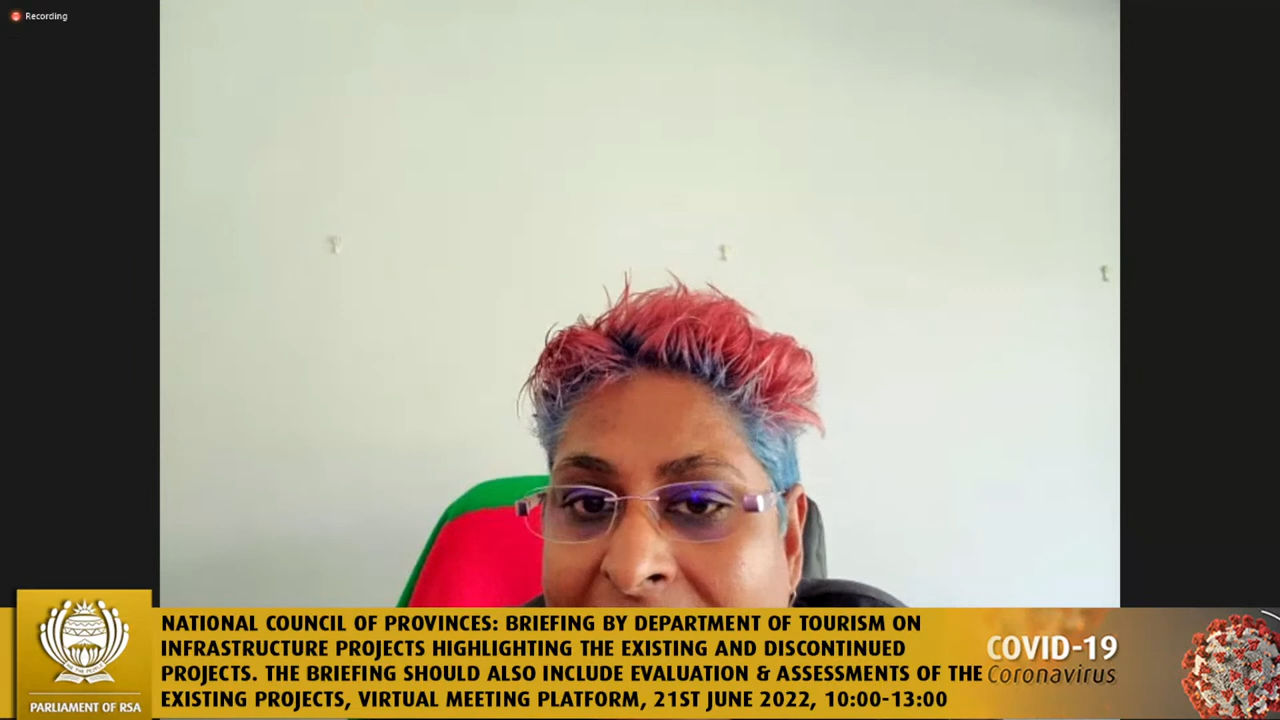 Recording
NATIONAL COUNCIL OF PROVINCES: BRIEFING BY DEPARTMENT OF TOURISM ON
INFRASTRUCTURE PROJECTS HIGHLIGHTING THE EXISTING AND DISCONTINUED
PROJECTS. THE BRIEFING SHOULD ALSO INCLUDE EVALUATION & ASSESSMENTS OF THE
EXISTING PROJECTS, VIRTUAL MEETING PLATFORM, 21ST JUNE 2022, 10:00-13:00
COVID-19
Coronavirus
PARLIAMENT OF RSA